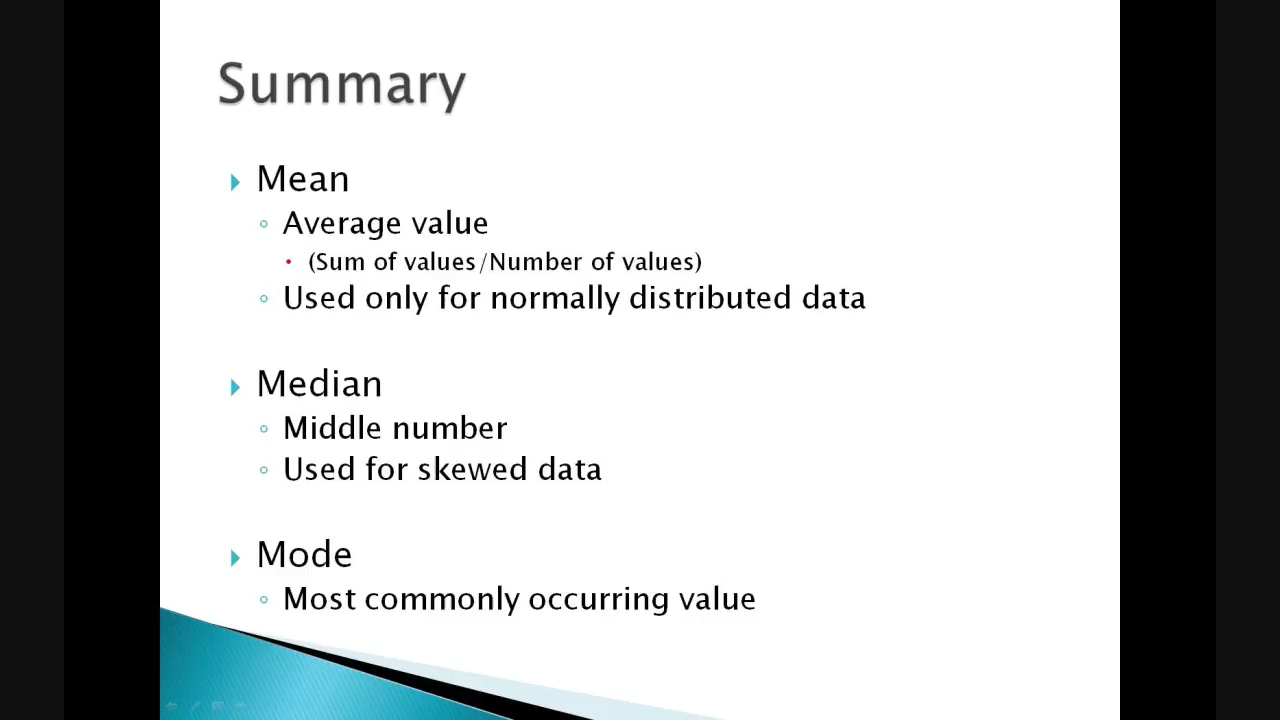 Summary
Mean
Average value
(Sum of values/Number of values)
Used only for normally distributed data
Median
Middle number
Used for skewed data
Mode
Most commonly occurring value